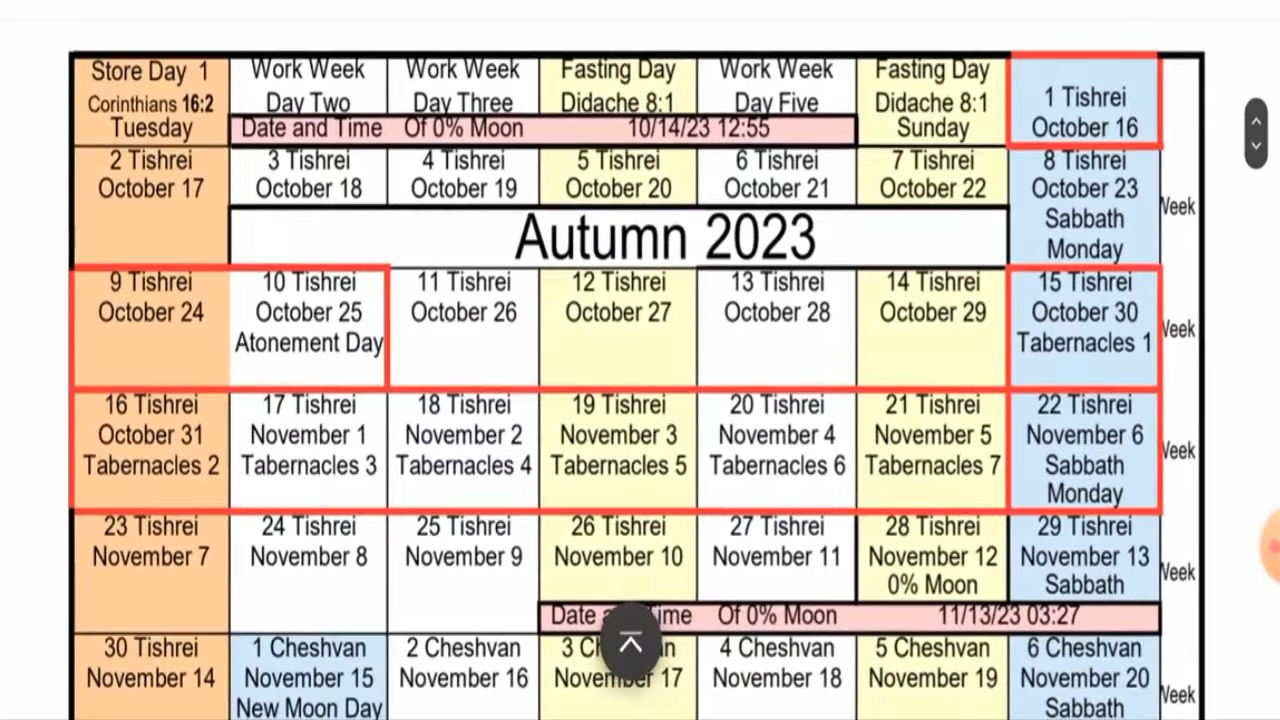 Store Day 1
Corinthians 16:2
Tuesday
Work Week
Day Two
Work Week
Day Three
Fasting Day
Didache 8:1
Work Week
Day Five
Fasting Day
Didache 8:1
Sunday
1 Tishrei
October 16
Date and Time Of 0% Moon 10/14/23 12:55
2 Tishrei
October 17
3 Tishrei
October 18
4 Tishrei
October 19
5 Tishrei
October 20
6 Tishrei
October 21
7 Tishrei
October 22
8 Tishrei
October 23
Sabbath
Monday
Week
Autumn 2023
9 Tishrei
October 24
10 Tishrei
October 25
Atonement Day
11 Tishrei
October 26
12 Tishrei
October 27
13 Tishrei
October 28
14 Tishrei
October 29
15 Tishrei
October 30
Tabernacles 1
Week
16 Tishrei
October 31
Tabernacles 2
17 Tishrei
November 1
Tabernacles 3
18 Tishrei
November 2
Tabernacles 4
19 Tishrei
November 3
Tabernacles 5
20 Tishrei
November 4
Tabernacles 6
21 Tishrei
November 5
Tabernacles 7
22 Tishrei
November 6
Sabbath
Monday
Week
23 Tishrei
November 7
24 Tishrei
November 8
25 Tishrei
November 9
26 Tishrei
November 10
27 Tishrei
November 11
28 Tishrei
November 12
0% Moon
29 Tishrei
November 13
Sabbath
Week
Date Time Of 0% Moon 11/13/23 03:27
30 Tishrei
November 14
1 Cheshvan
November 15
New Moon Day
2 Cheshvan
November 16
3
November 17
4 Cheshvan
November 18
5 Cheshvan
November 19
6 Cheshvan
November 20
Sabbath
Week